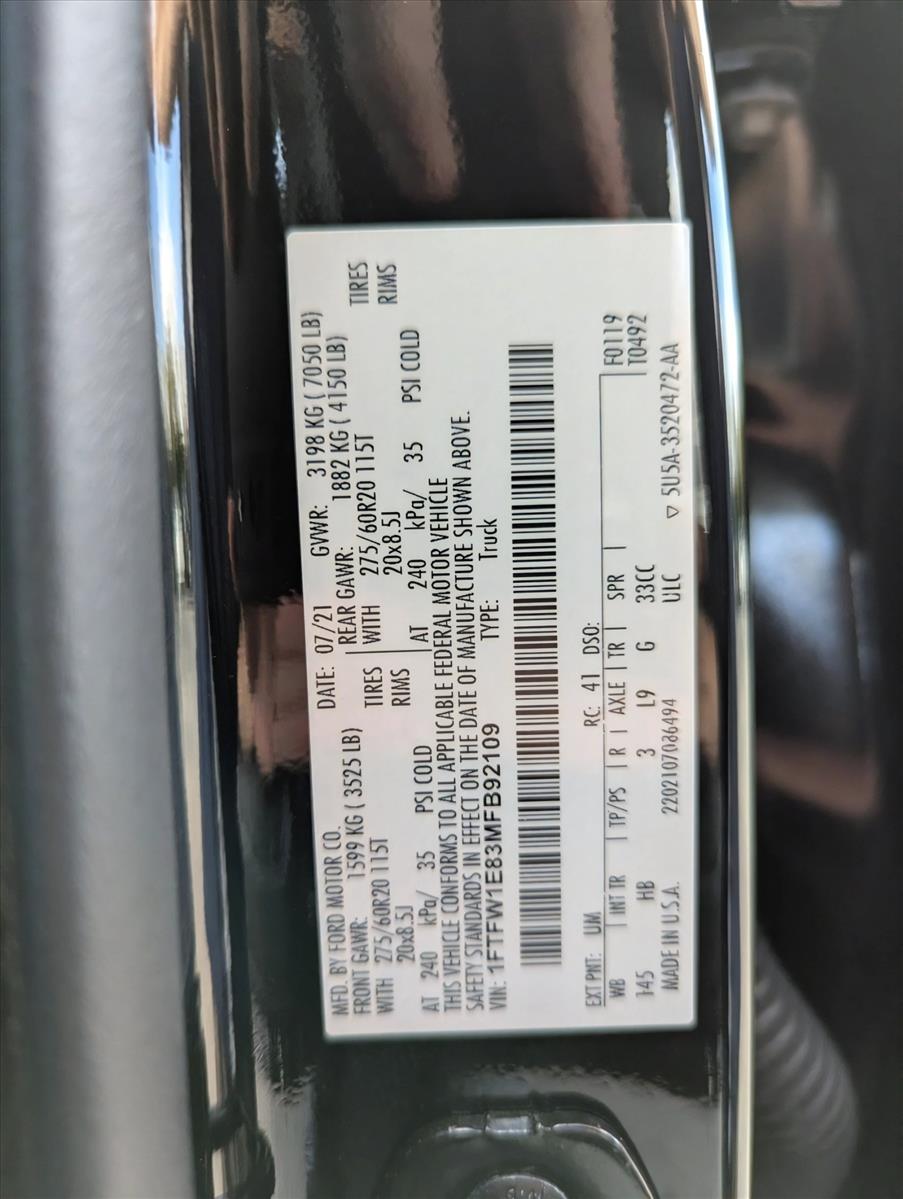 MFD. BY FORD MOTOR CO. DATE: 07/21 GVWR: 3198 KG ( 7050 LB)
FRONT GAWR: 1599 KG ( 3525 LB) REAR GAWR: 1882 KG ( 4150 LB)
WITH 275/60R20 115T TIRES WITH 275/60R20 115T TIRES
20x8.5J RIMS 20x8.5J RIMS
AT 240 kPa/ 35 PSI COLD AT 240 kPa/ 35 PSI COLD
THIS VEHICLE CONFORMS TO ALL APPLICABLE FEDERAL MOTOR VEHICLE
SAFETY STANDARDS IN EFFECT ON THE DATE OF MANUFACTURE SHOWN ABOVE.
VIN: 1FTFW1E83MFB92109 TYPE: Truck
EXT PNT: UM RC: 41 DSO:
WB | INT TR | TP/PS | R | AXLE | TR | SPR | F0119
145 HB 3 L9 G 33CC T0492
MADE IN U.S.A. ULC
▽ 5U5A-3520472-AA